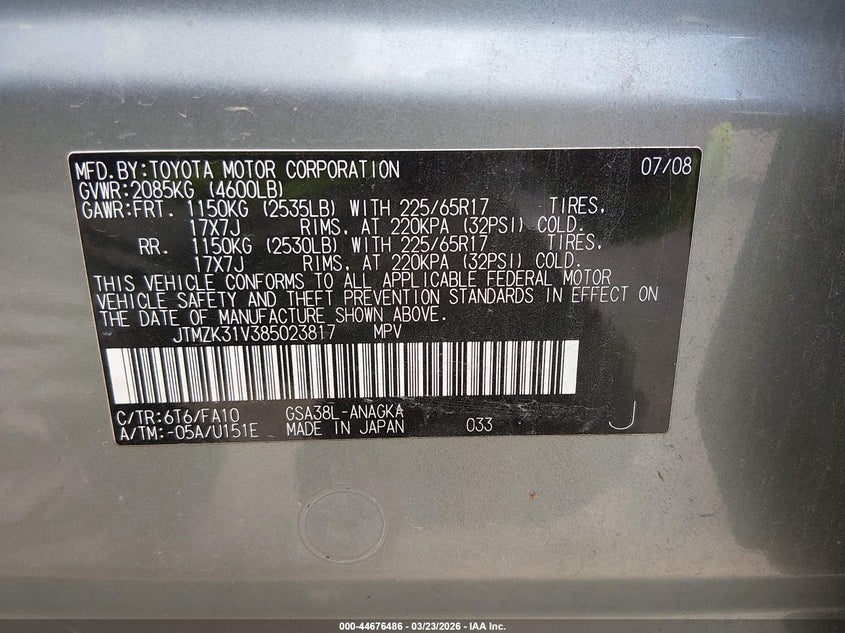 MFD.BY:TOYOTA MOTOR CORPORATION 07/08
GVWR:2085KG (4600LB)
GAWR:FRT. 1150KG (2535LB) WITH 225/65R17 TIRES,
17X7J RIMS, AT 220KPA (32PSI) COLD.
RR. 1150KG (2530LB) WITH 225/65R17 TIRES,
17X7J RIMS, AT 220KPA (32PSI) COLD.
THIS VEHICLE CONFORMS TO ALL APPLICABLE FEDERAL MOTOR
VEHICLE SAFETY AND THEFT PREVENTION STANDARDS IN EFFECT ON
THE DATE OF MANUFACTURE SHOWN ABOVE.
JTMZK31V385023817 MPV
C/TR:6T6/FA10 GSA38L-ANAGKA
A/TM:-05A/U151E MADE IN JAPAN 033 J
000-44676486 - 03/23/2026 - IAA Inc.